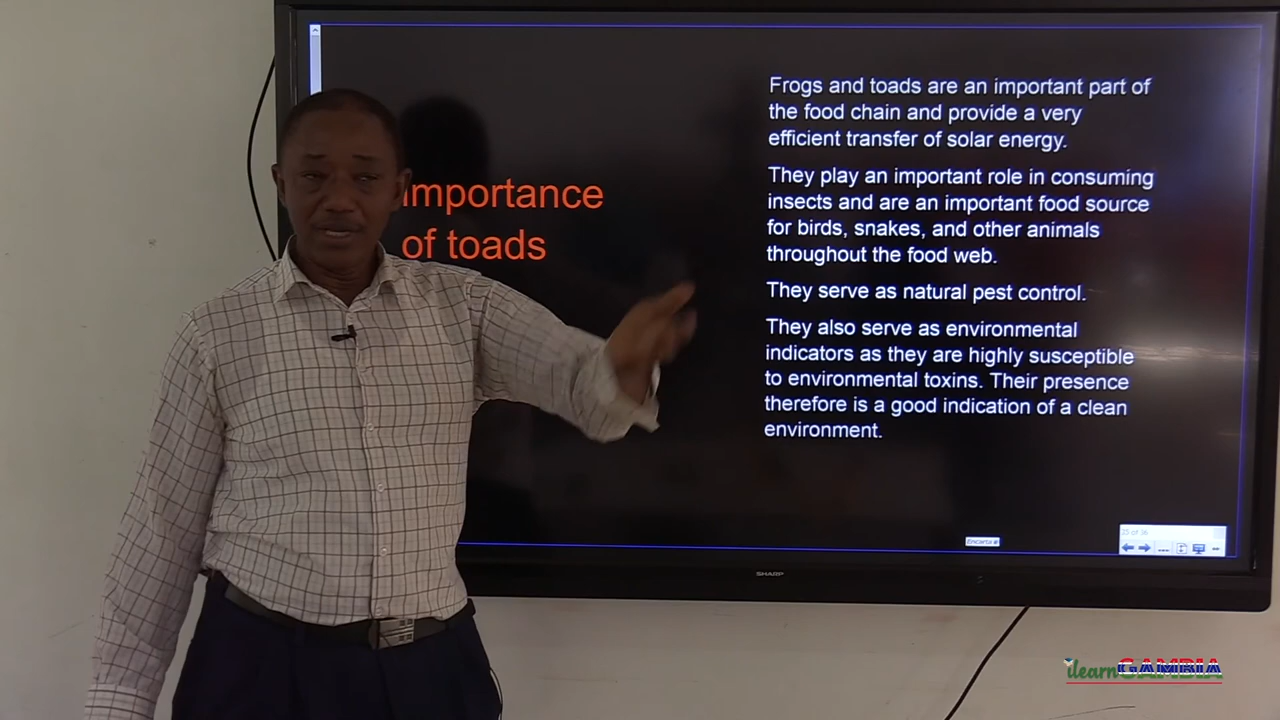 Importance
of toads
Frogs and toads are an important part of
the food chain and provide a very
efficient transfer of solar energy.
They play an important role in consuming
insects and are an important food source
for birds, snakes, and other animals
throughout the food web.
They serve as natural pest control.
They also serve as environmental
indicators as they are highly susceptible
to environmental toxins. Their presence
therefore is a good indication of a clean
environment.
Encarta e
35 of 36
SHARP
ilearnGAMBIA